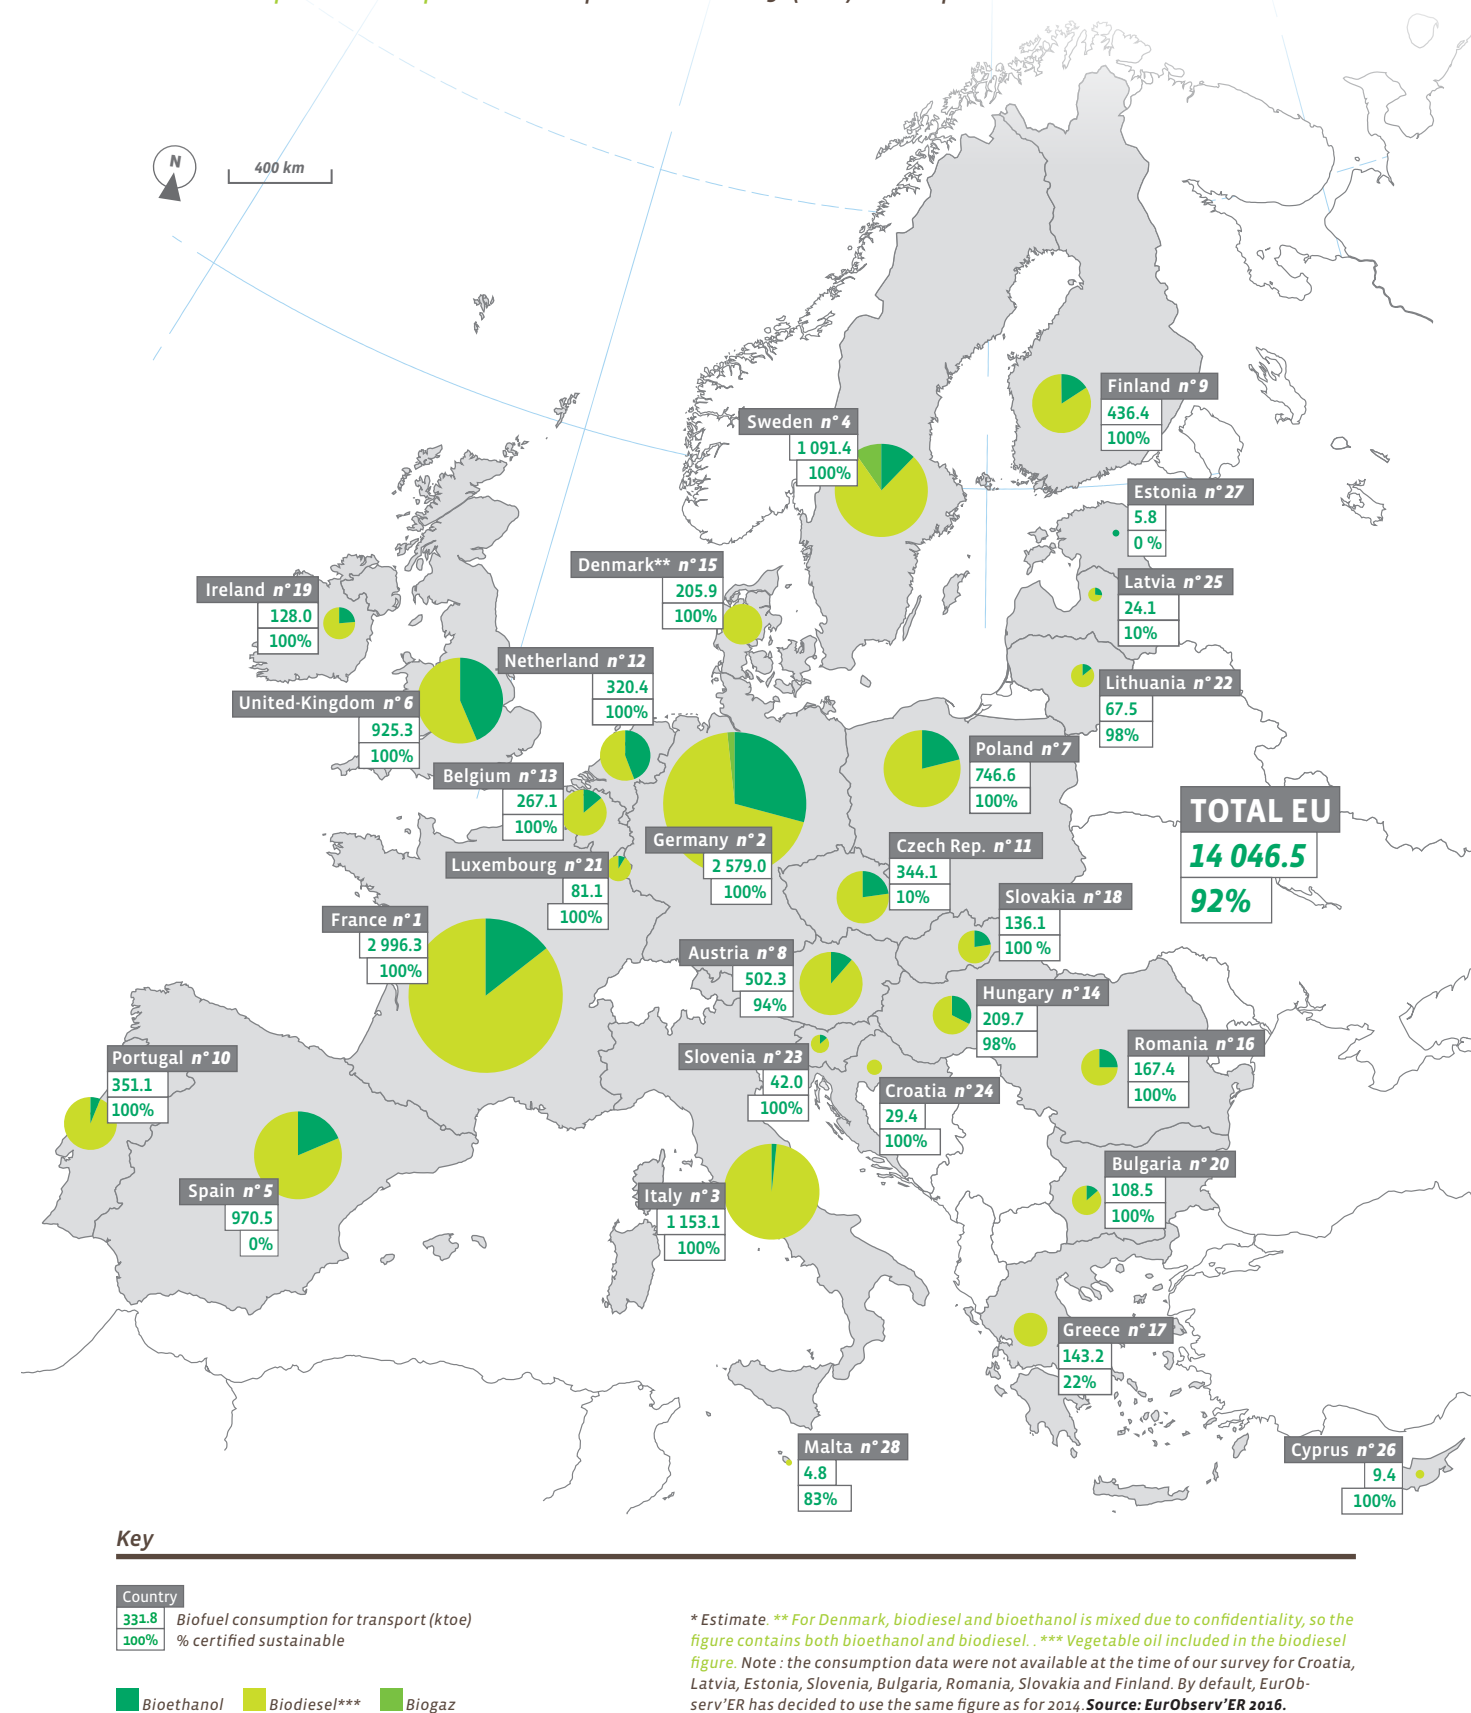 N
400 km
Finland n°9
436.4
100%
Sweden n°4
1 091.4
100%
Estonia n°27
5.8
0 %
Denmark** n°15
205.9
100%
Latvia n°25
24.1
10%
Ireland n°19
128.0
100%
Netherland n°12
320.4
100%
Lithuania n°22
67.5
98%
United-Kingdom n°6
925.3
100%
Poland n°7
746.6
100%
Belgium n°13
267.1
100%
TOTAL EU
14 046.5
92%
Germany n°2
2 579.0
100%
Czech Rep. n°11
344.1
10%
Luxembourg n°21
81.1
100%
Slovakia n°18
136.1
100 %
France n°1
2 996.3
100%
Austria n°8
502.3
94%
Hungary n°14
209.7
98%
Romania n°16
167.4
100%
Portugal n°10
351.1
100%
Slovenia n°23
42.0
100%
Croatia n°24
29.4
100%
Bulgaria n°20
108.5
100%
Spain n°5
970.5
0%
Italy n°3
1 153.1
100%
Greece n°17
143.2
22%
Malta n°28
4.8
83%
Cyprus n°26
9.4
100%
Key
Country
331.8 Biofuel consumption for transport (ktoe)
100% % certified sustainable
Bioethanol Biodiesel*** Biogaz
* Estimate. ** For Denmark, biodiesel and bioethanol is mixed due to confidentiality, so the
figure contains both bioethanol and biodiesel. . *** Vegetable oil included in the biodiesel
figure. Note : the consumption data were not available at the time of our survey for Croatia,
Latvia, Estonia, Slovenia, Bulgaria, Romania, Slovakia and Finland. By default, EurOb-
serv'ER has decided to use the same figure as for 2014.Source: EurObserv'ER 2016.